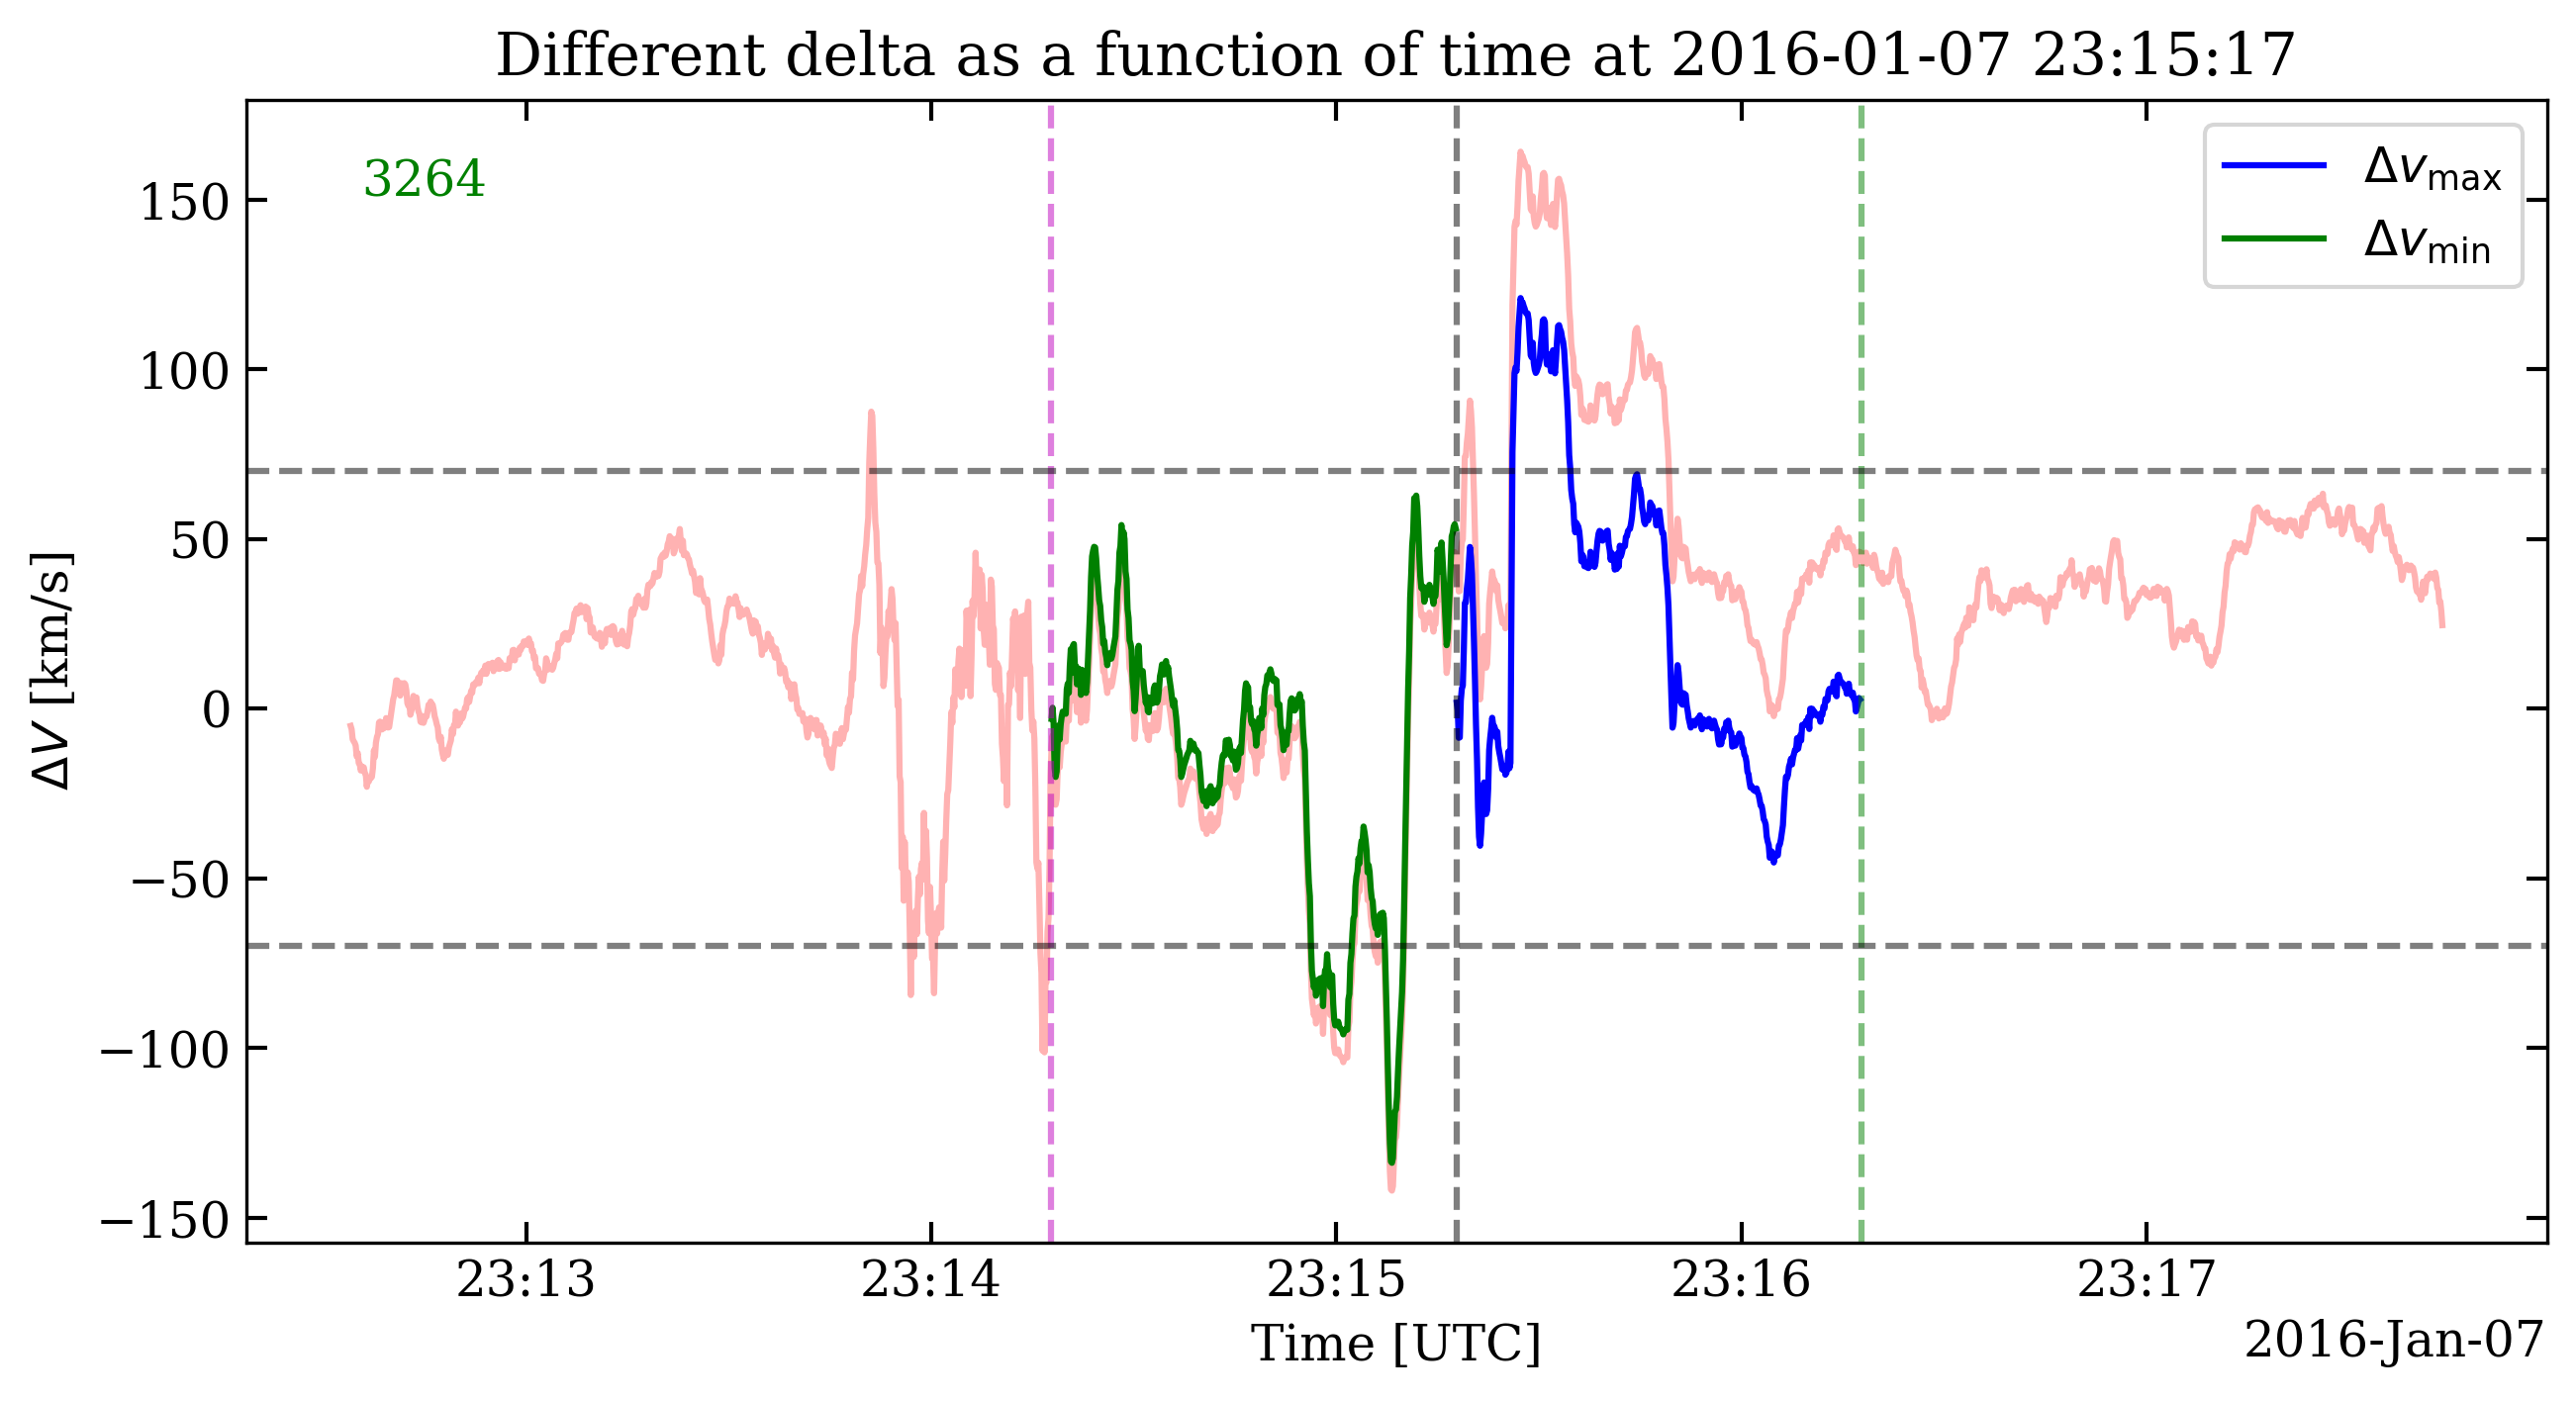 Different delta as a function of time at 2016-01-07 23:15:17
3264
Δv_max
Δv_min
150
100
50
0
−50
−100
−150
ΔV [km/s]
23:13 23:14 23:15 23:16 23:17
Time [UTC]
2016-Jan-07